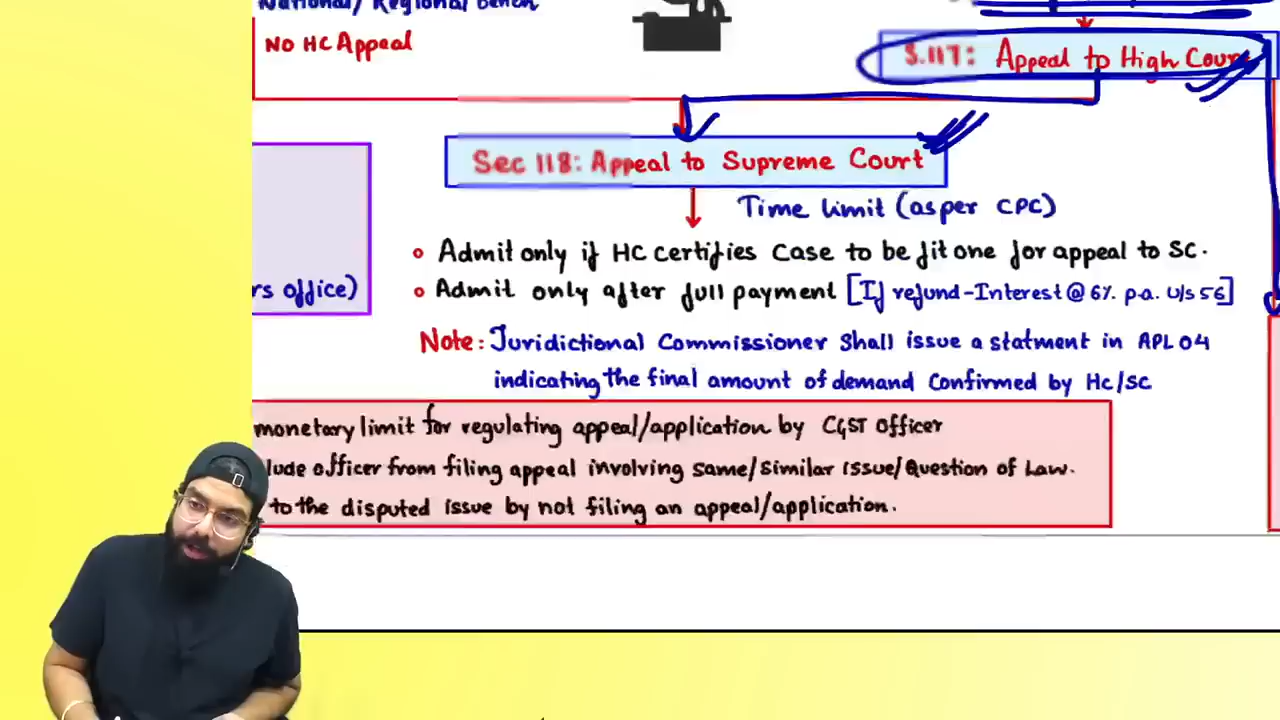 National/Regional Bench
No HC Appeal
S.117: Appeal to High Court
Sec 118: Appeal to Supreme Court
Time limit (as per CPC)
Admit only if HC certifies Case to be fit one for appeal to SC.
Admit only after full payment [If refund-Interest @ 6%. p.a. U/s 56]
rs office)
Note: Juridictional Commissioner Shall issue a statment in APL 04
indicating the final amount of demand Confirmed by HC/SC
monetary limit for regulating appeal/application by CGST Officer
lude officer from filing appeal involving same/similar issue/Question of Law.
to the disputed issue by not filing an appeal/application.